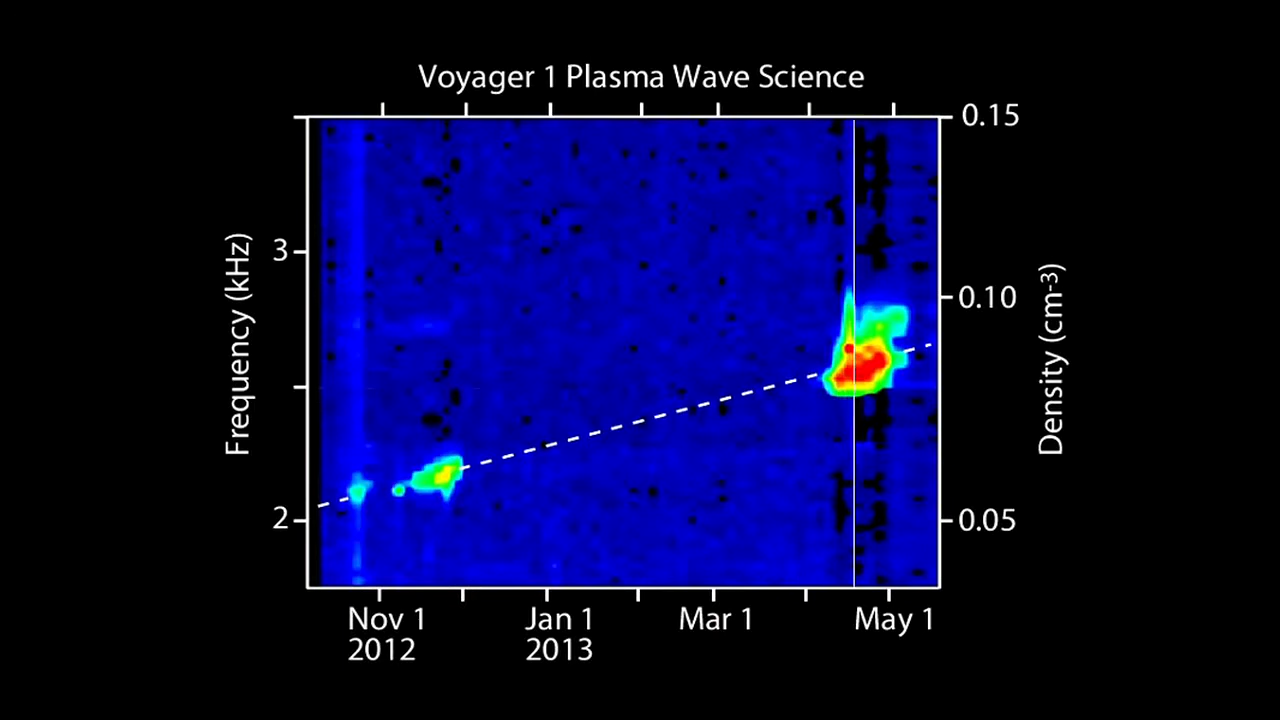 Voyager 1 Plasma Wave Science
Frequency (kHz)
3
2
0.15
0.10
0.05
Density (cm-3)
Nov 1
2012
Jan 1
2013
Mar 1
May 1